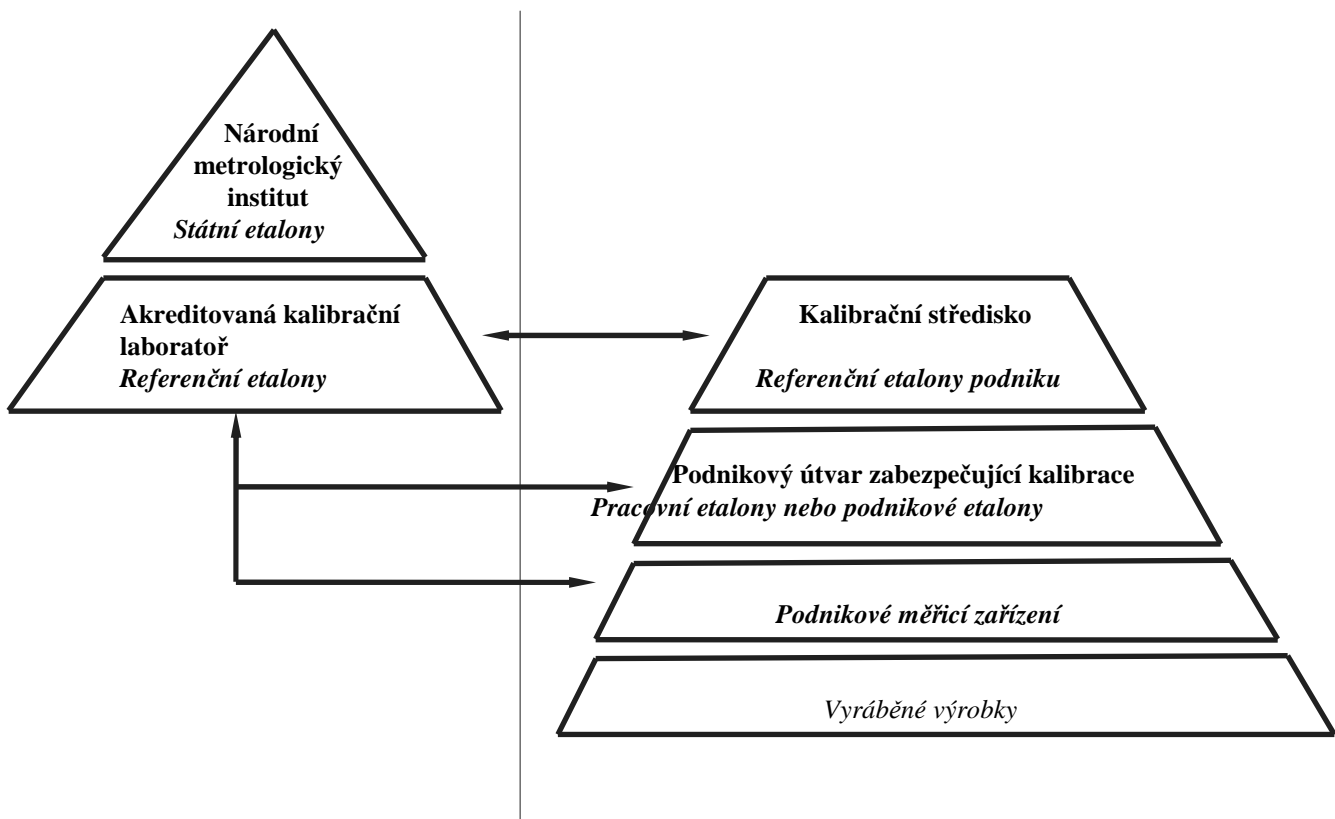 Národní
metrologický
institut
Státní etalony
Akreditovaná kalibrační
laboratoř
Referenční etalony
Kalibrační středisko
Referenční etalony podniku
Podnikový útvar zabezpečující kalibrace
Pracovní etalony nebo podnikové etalony
Podnikové měřicí zařízení
Vyráběné výrobky